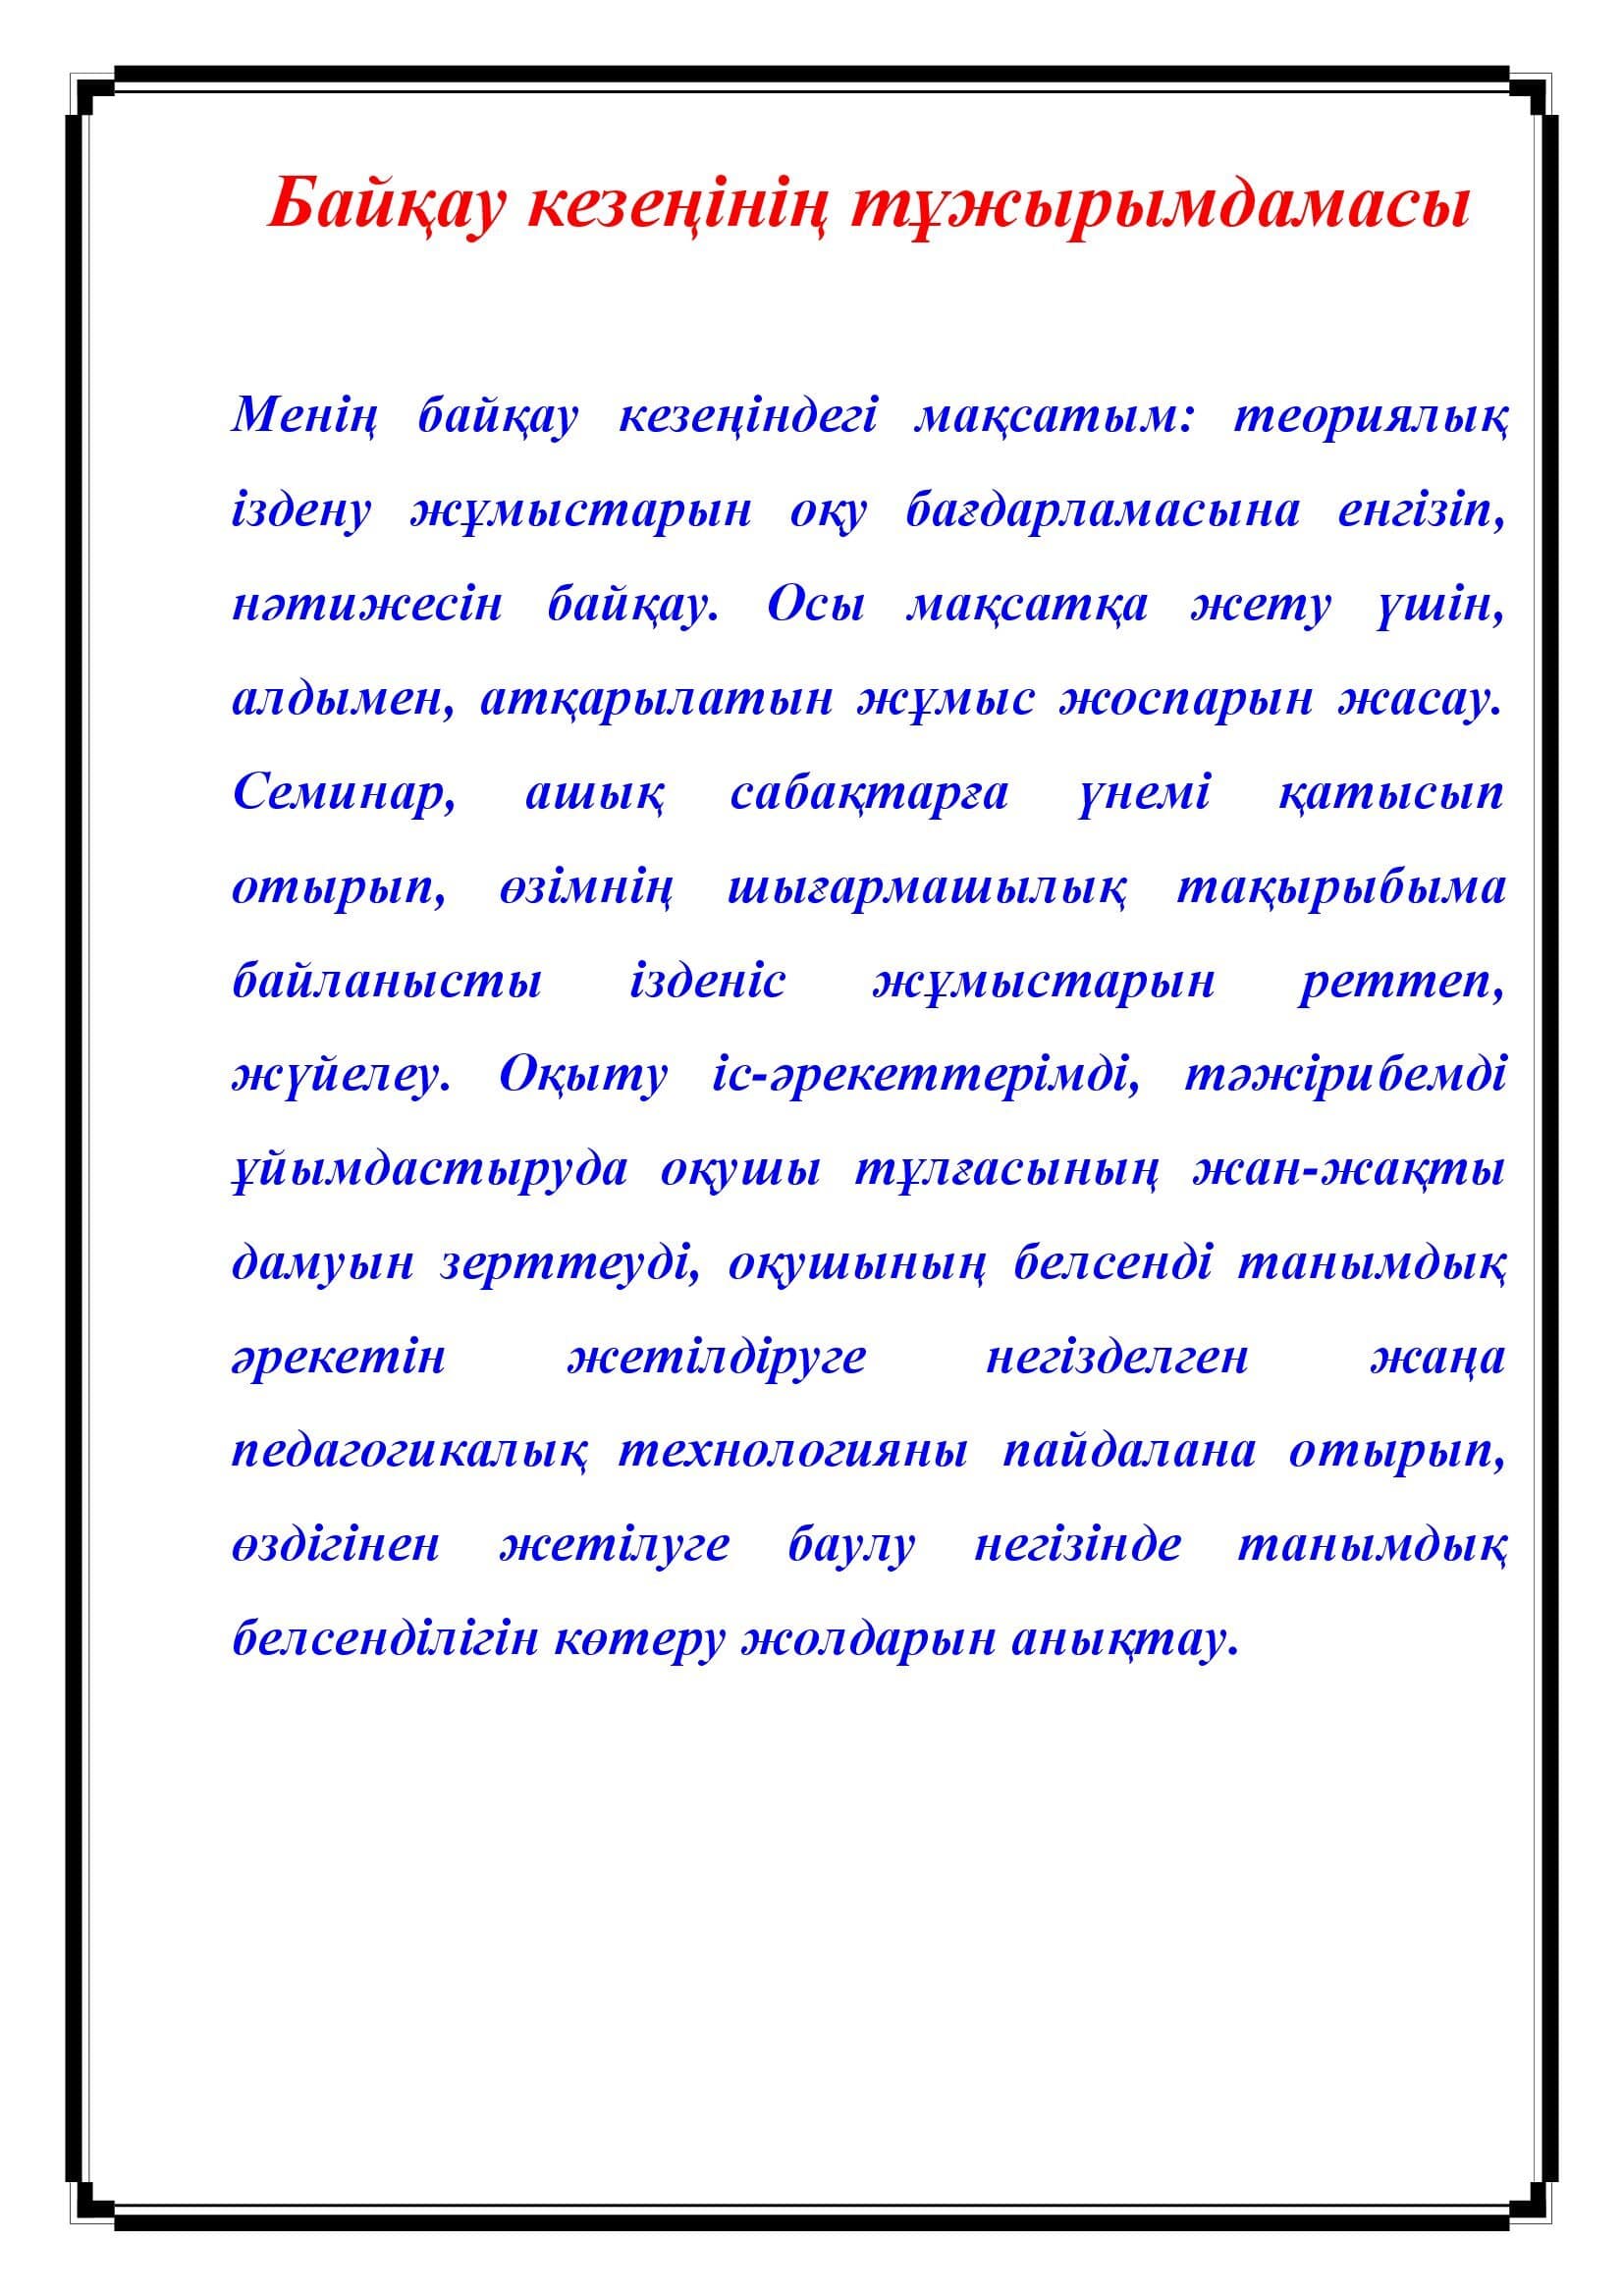 Байқау кезеңінің тұжырымдамасы
Менің байқау кезеңіндегі мақсатым: теориялық
іздену жұмыстарын оқу бағдарламасына енгізіп,
нәтижесін байқау. Осы мақсатқа жету үшін,
алдымен, атқарылатын жұмыс жоспарын жасау.
Семинар, ашық сабақтарға үнемі қатысып
отырып, өзімнің шығармашылық тақырыбыма
байланысты ізденіс жұмыстарын реттеп,
жүйелеу. Оқыту іс-әрекеттерімді, тәжірибемді
ұйымдастыруда оқушы тұлғасының жан-жақты
дамуын зерттеуді, оқушының белсенді танымдық
әрекетін жетілдіруге негізделген жаңа
педагогикалық технологияны пайдалана отырып,
өздігінен жетілуге баулу негізінде танымдық
белсенділігін көтеру жолдарын анықтау.